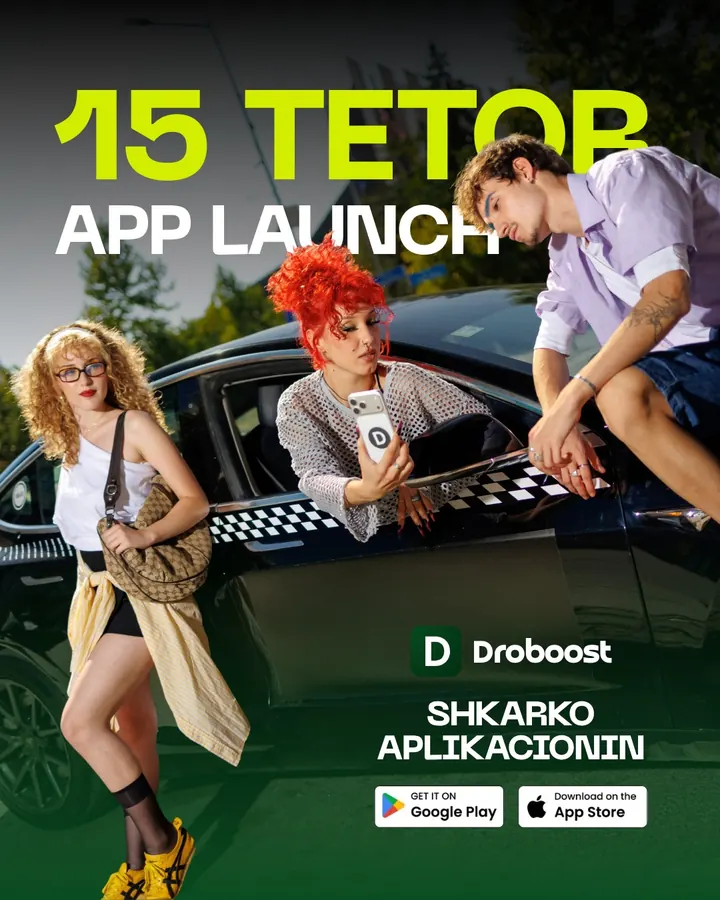 15 TETOR
APP LAUNCH
D
D
Droboost
SHKARKO
APLIKACIONIN
GET IT ON
Google Play
Download on the
App Store